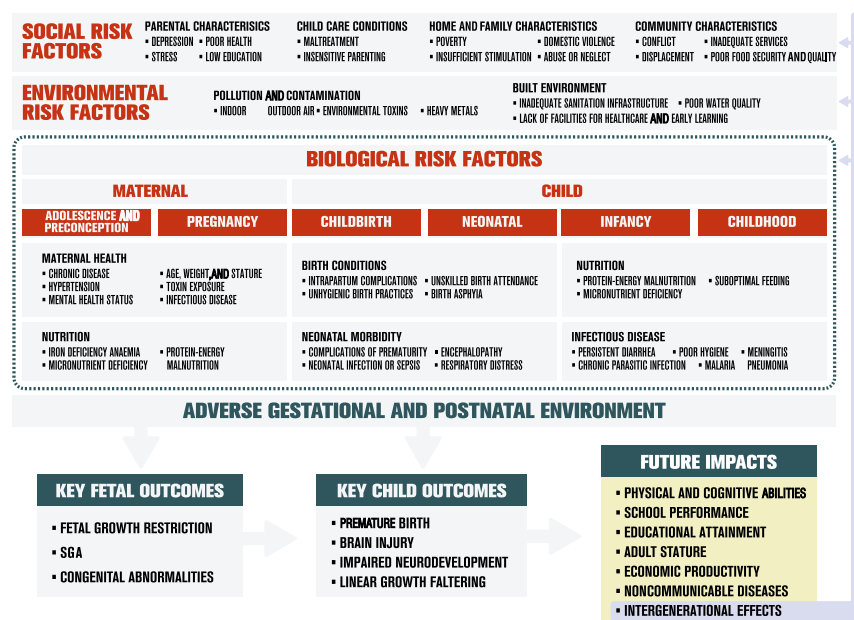 SOCIAL RISK
FACTORS
PARENTAL CHARACTERISICS
▪ DEPRESSION ▪ POOR HEALTH
▪ STRESS ▪ LOW EDUCATION
CHILD CARE CONDITIONS
▪ MALTREATMENT
▪ INSENSITIVE PARENTING
HOME AND FAMILY CHARACTERISTICS
▪ POVERTY ▪ DOMESTIC VIOLENCE
▪ INSUFFICIENT STIMULATION ▪ ABUSE OR NEGLECT
COMMUNITY CHARACTERISTICS
▪ CONFLICT ▪ INADEQUATE SERVICES
▪ DISPLACEMENT ▪ POOR FOOD SECURITY AND QUALITY
ENVIRONMENTAL
RISK FACTORS
POLLUTION AND CONTAMINATION
▪ INDOOR OUTDOOR AIR ▪ ENVIRONMENTAL TOXINS ▪ HEAVY METALS
BUILT ENVIRONMENT
▪ INADEQUATE SANITATION INFRASTRUCTURE ▪ POOR WATER QUALITY
▪ LACK OF FACILITIES FOR HEALTHCARE AND EARLY LEARNING
BIOLOGICAL RISK FACTORS
MATERNAL
CHILD
ADOLESCENCE AND
PRECONCEPTION
PREGNANCY
CHILDBIRTH
NEONATAL
INFANCY
CHILDHOOD
MATERNAL HEALTH
▪ CHRONIC DISEASE ▪ AGE, WEIGHT, AND STATURE
▪ HYPERTENSION ▪ TOXIN EXPOSURE
▪ MENTAL HEALTH STATUS ▪ INFECTIOUS DISEASE
BIRTH CONDITIONS
▪ INTRAPARTUM COMPLICATIONS ▪ UNSKILLED BIRTH ATTENDANCE
▪ UNHYGIENIC BIRTH PRACTICES ▪ BIRTH ASPHYIA
NUTRITION
▪ PROTEIN-ENERGY MALNUTRITION ▪ SUBOPTIMAL FEEDING
▪ MICRONUTRIENT DEFICIENCY
NUTRITION
▪ IRON DEFICIENCY ANAEMIA ▪ PROTEIN-ENERGY
▪ MICRONUTRIENT DEFICIENCY MALNUTRITION
NEONATAL MORBIDITY
▪ COMPLICATIONS OF PREMATURITY ▪ ENCEPHALOPATHY
▪ NEONATAL INFECTION OR SEPSIS ▪ RESPIRATORY DISTRESS
INFECTIOUS DISEASE
▪ PERSISTENT DIARRHEA ▪ POOR HYGIENE ▪ MENINGITIS
▪ CHRONIC PARASITIC INFECTION ▪ MALARIA PNEUMONIA
ADVERSE GESTATIONAL AND POSTNATAL ENVIRONMENT
KEY FETAL OUTCOMES
▪ FETAL GROWTH RESTRICTION
▪ SGA
▪ CONGENITAL ABNORMALITIES
KEY CHILD OUTCOMES
▪ PREMATURE BIRTH
▪ BRAIN INJURY
▪ IMPAIRED NEURODEVELOPMENT
▪ LINEAR GROWTH FALTERING
FUTURE IMPACTS
▪ PHYSICAL AND COGNITIVE ABILITIES
▪ SCHOOL PERFORMANCE
▪ EDUCATIONAL ATTAINMENT
▪ ADULT STATURE
▪ ECONOMIC PRODUCTIVITY
▪ NONCOMMUNICABLE DISEASES
▪ INTERGENERATIONAL EFFECTS